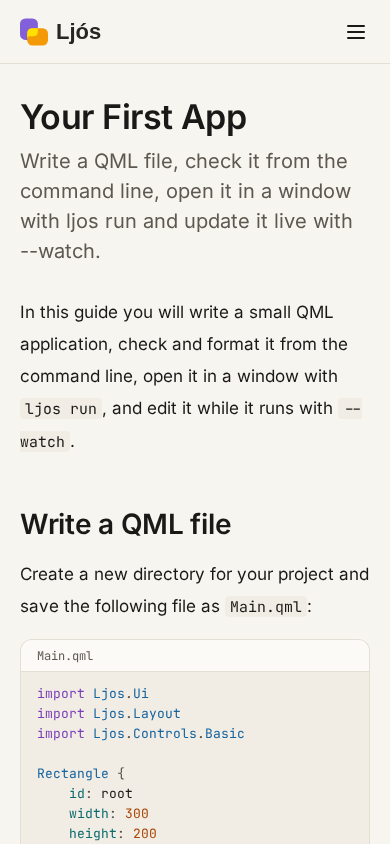 Ljós
Your First App
Write a QML file, check it from the
command line, open it in a window
with ljos run and update it live with
--watch.
In this guide you will write a small QML
application, check and format it from the
command line, open it in a window with
ljos run, and edit it while it runs with --
watch.
Write a QML file
Create a new directory for your project and
save the following file as Main.qml:
Main.qml
import Ljos.Ui
import Ljos.Layout
import Ljos.Controls.Basic
Rectangle {
    id: root
    width: 300
    height: 200